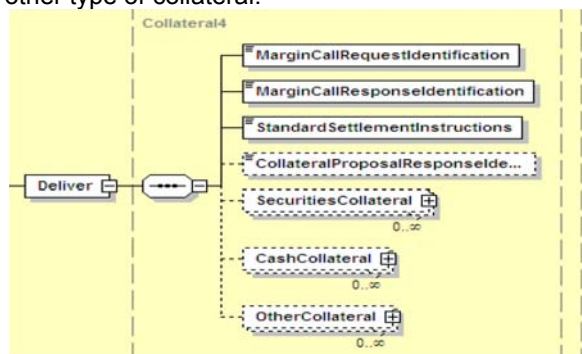 other type of collateral.
Collateral4
MarginCallRequestIdentification
MarginCallResponseIdentification
StandardSettlementInstructions
CollateralProposalResponseIde...
Deliver
SecuritiesCollateral
0..∞
CashCollateral
0..∞
OtherCollateral
0..∞